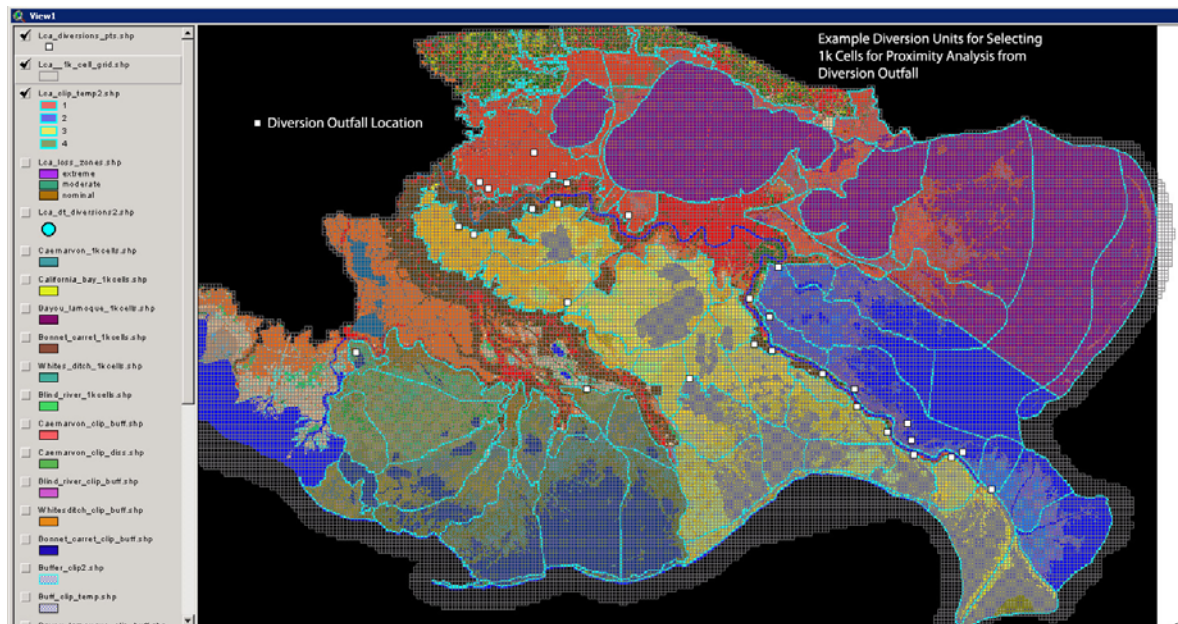 View1
Lca_diversions_pts.shp
Lca__1k_cell_grid.shp
Lca_clip_temp2.shp
1
2
3
4
Lca_loss_zones.shp
extreme
moderate
nominal
Lca_dt_diversions2.shp
Caernarvon_1kcells.shp
California_bay_1kcells.shp
Bayou_lamoque_1kcells.shp
Bonnet_carret_1kcells.shp
Whites_ditch_1kcells.shp
Blind_river_1kcells.shp
Caernarvon_clip_buff.shp
Caernarvon_clip_diss.shp
Blind_river_clip_buff.shp
Whitesditch_clip_buff.shp
Bonnet_carret_clip_buff.shp
Buffer_clip2.shp
Buff_clip_temp.shp
Example Diversion Units for Selecting
1k Cells for Proximity Analysis from
Diversion Outfall
Diversion Outfall Location